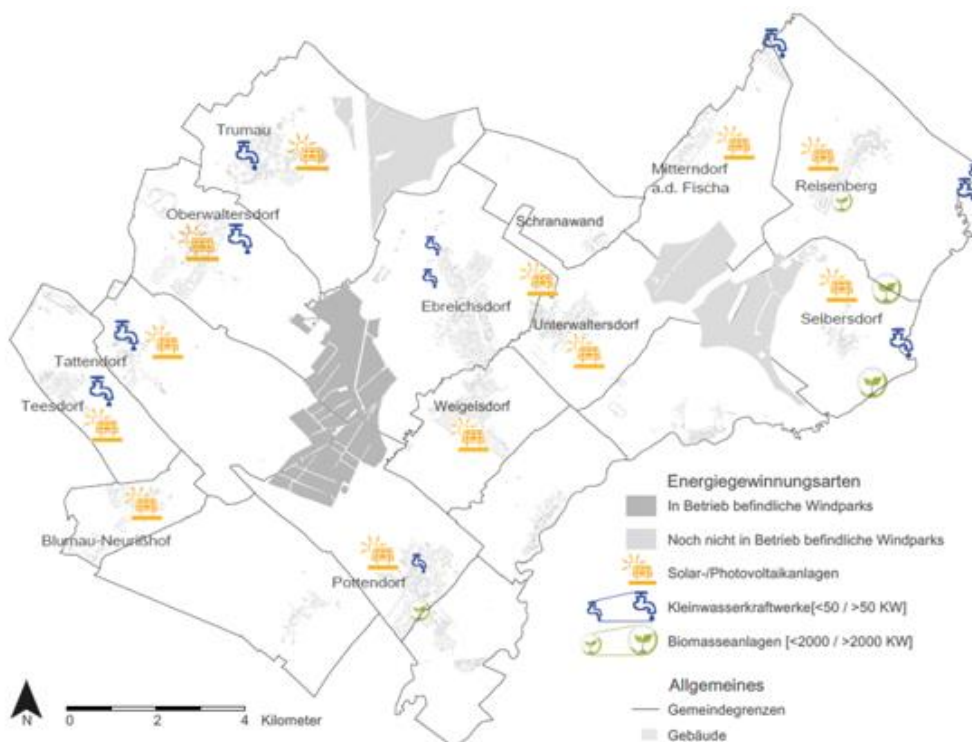 Trumau
Mitterndorf
a.d. Fischa
Reisenberg
Oberwaltersdorf
Schranawand
Ebreichsdorf
Seibersdorf
Unterwaltersdorf
Tattendorf
Teesdorf
Weigelsdorf
Blumau-Neurißhof
Pottendorf
Energiegewinnungsarten
In Betrieb befindliche Windparks
Noch nicht in Betrieb befindliche Windparks
Solar-/Photovoltaikanlagen
Kleinwasserkraftwerke[<50 / >50 KW]
Biomasseanlagen [<2000 / >2000 KW]
Allgemeines
Gemeindegrenzen
Gebäude
N
0 2 4 Kilometer